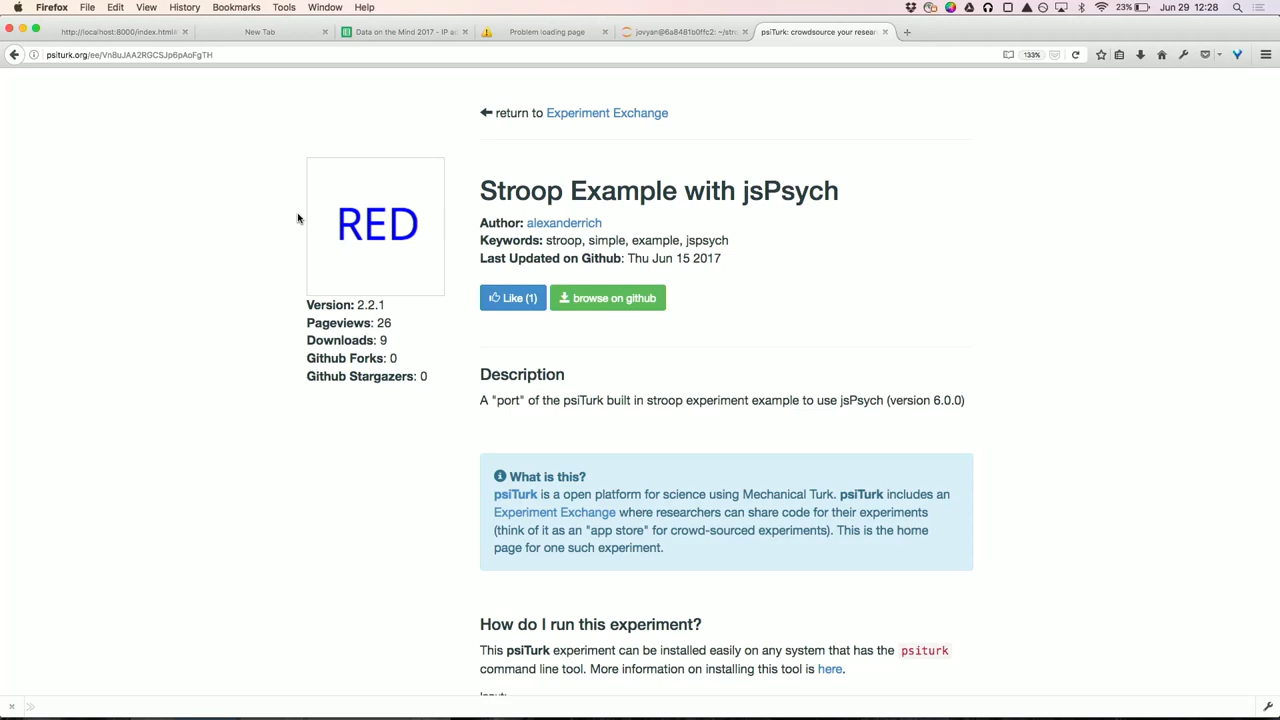 Firefox File Edit View History Bookmarks Tools Window Help 23% Jun 29 12:28
http://localhost:8000/index.html# New Tab Data on the Mind 2017 - IP ac Problem loading page jovyan@6a8481b0ffc2: ~/stro psiTurk: crowdsource your resear
psiturk.org/ee/Vn8uJAA2RGCSJp6pAoFgTH 133%
return to Experiment Exchange
RED
Stroop Example with jsPsych
Author: alexanderrich
Keywords: stroop, simple, example, jspsych
Last Updated on Github: Thu Jun 15 2017
Like (1) browse on github
Version: 2.2.1
Pageviews: 26
Downloads: 9
Github Forks: 0
Github Stargazers: 0
Description
A "port" of the psiTurk built in stroop experiment example to use jsPsych (version 6.0.0)
What is this?
psiTurk is a open platform for science using Mechanical Turk. psiTurk includes an
Experiment Exchange where researchers can share code for their experiments
(think of it as an "app store" for crowd-sourced experiments). This is the home
page for one such experiment.
How do I run this experiment?
This psiTurk experiment can be installed easily on any system that has the psiturk
command line tool. More information on installing this tool is here.